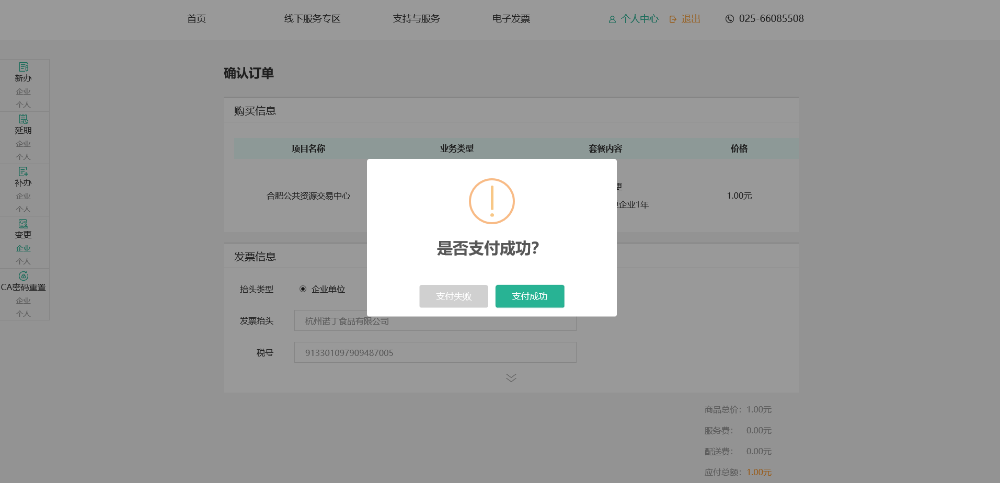 首页 线下服务专区 支持与服务 电子发票 个人中心 退出 025-66085508
新办
企业
个人
延期
企业
个人
补办
企业
个人
变更
企业
个人
CA密码重置
企业
个人
确认订单
购买信息
项目名称 业务类型 套餐内容 价格
合肥公共资源交易中心 更 1.00元
企业1年
是否支付成功?
支付失败 支付成功
发票信息
抬头类型 企业单位
发票抬头 杭州诺丁食品有限公司
税号 913301097909487005
商品总价: 1.00元
服务费: 0.00元
配送费: 0.00元
应付总额: 1.00元